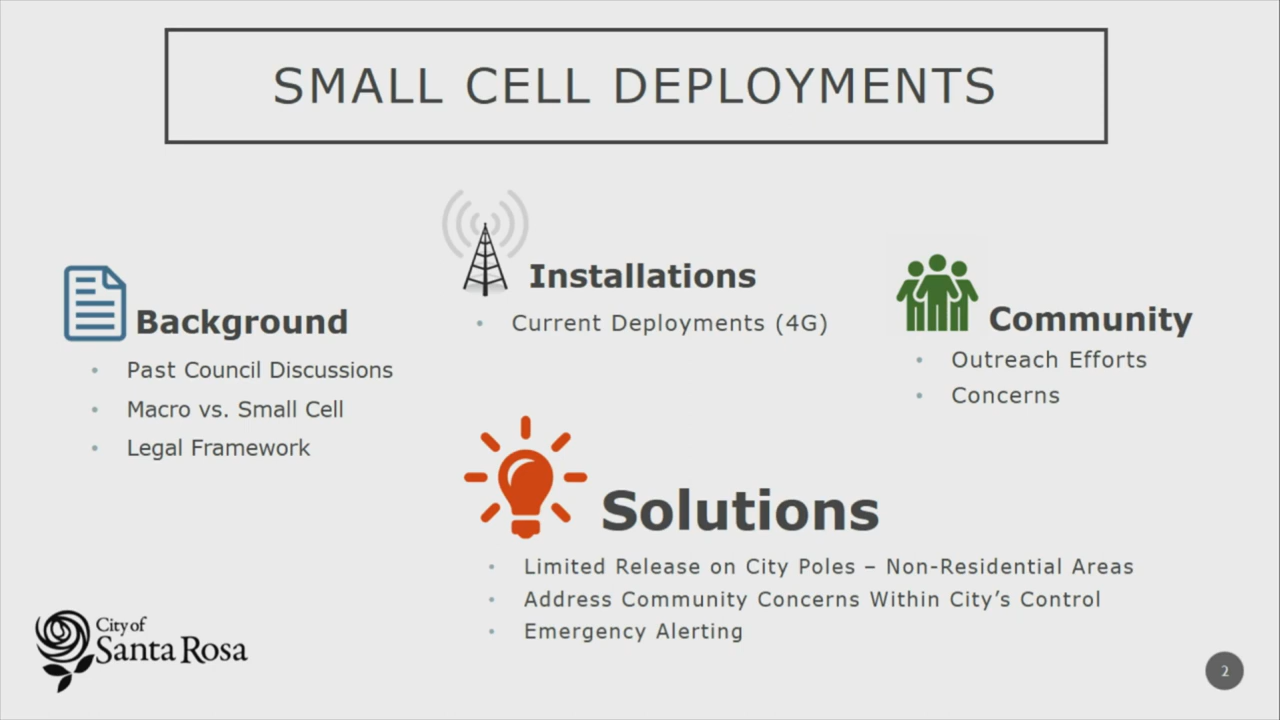 SMALL CELL DEPLOYMENTS
Background
• Past Council Discussions
• Macro vs. Small Cell
• Legal Framework
Installations
• Current Deployments (4G)
Community
• Outreach Efforts
• Concerns
Solutions
• Limited Release on City Poles – Non-Residential Areas
• Address Community Concerns Within City’s Control
• Emergency Alerting
City of
Santa Rosa
2